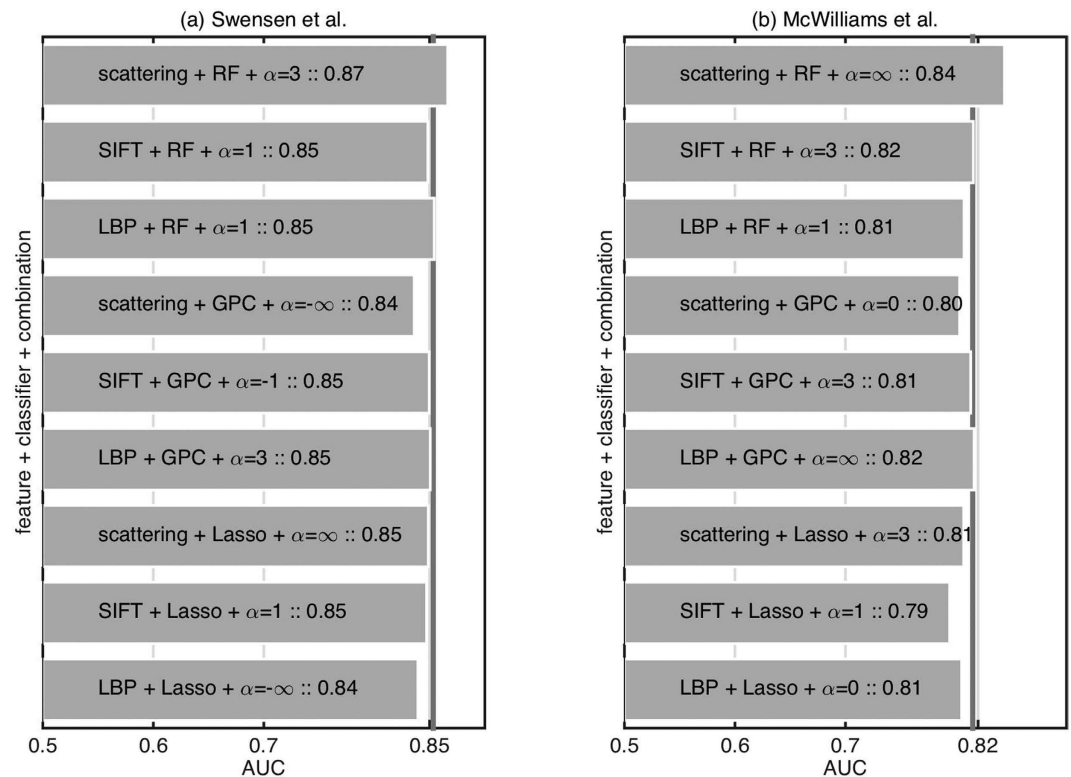 (a) Swensen et al.
feature + classifier + combination
scattering + RF + α=3 :: 0.87
SIFT + RF + α=1 :: 0.85
LBP + RF + α=1 :: 0.85
scattering + GPC + α=-∞ :: 0.84
SIFT + GPC + α=-1 :: 0.85
LBP + GPC + α=3 :: 0.85
scattering + Lasso + α=∞ :: 0.85
SIFT + Lasso + α=1 :: 0.85
LBP + Lasso + α=-∞ :: 0.84
0.5 0.6 0.7 0.85
AUC
(b) McWilliams et al.
feature + classifier + combination
scattering + RF + α=∞ :: 0.84
SIFT + RF + α=3 :: 0.82
LBP + RF + α=1 :: 0.81
scattering + GPC + α=0 :: 0.80
SIFT + GPC + α=3 :: 0.81
LBP + GPC + α=∞ :: 0.82
scattering + Lasso + α=3 :: 0.81
SIFT + Lasso + α=1 :: 0.79
LBP + Lasso + α=0 :: 0.81
0.5 0.6 0.7 0.82
AUC